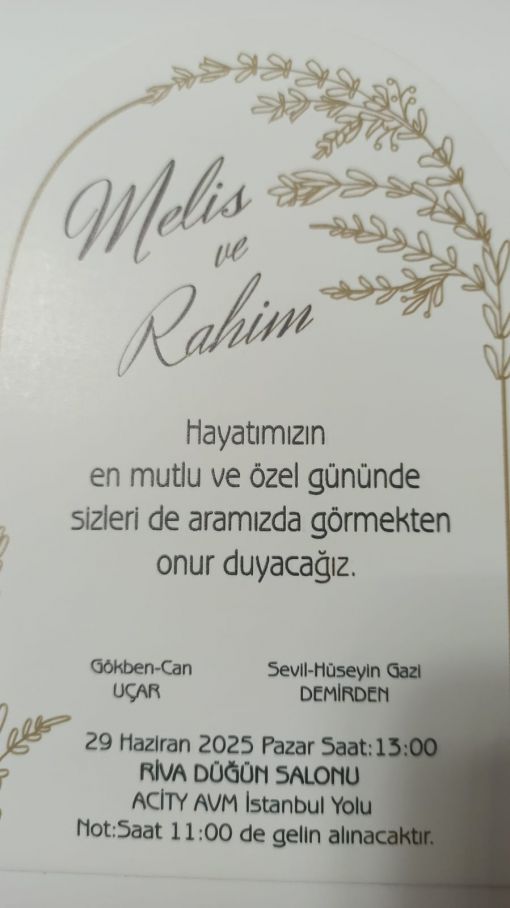 Melis
ve
Rahim
Hayatımızın
en mutlu ve özel gününde
sizleri de aramızda görmekten
onur duyacağız.
Gökben-Can
UÇAR
Sevil-Hüseyin Gazi
DEMİRDEN
29 Haziran 2025 Pazar Saat:13:00
RİVA DÜĞÜN SALONU
ACİTY AVM İstanbul Yolu
Not:Saat 11:00 de gelin alınacaktır.